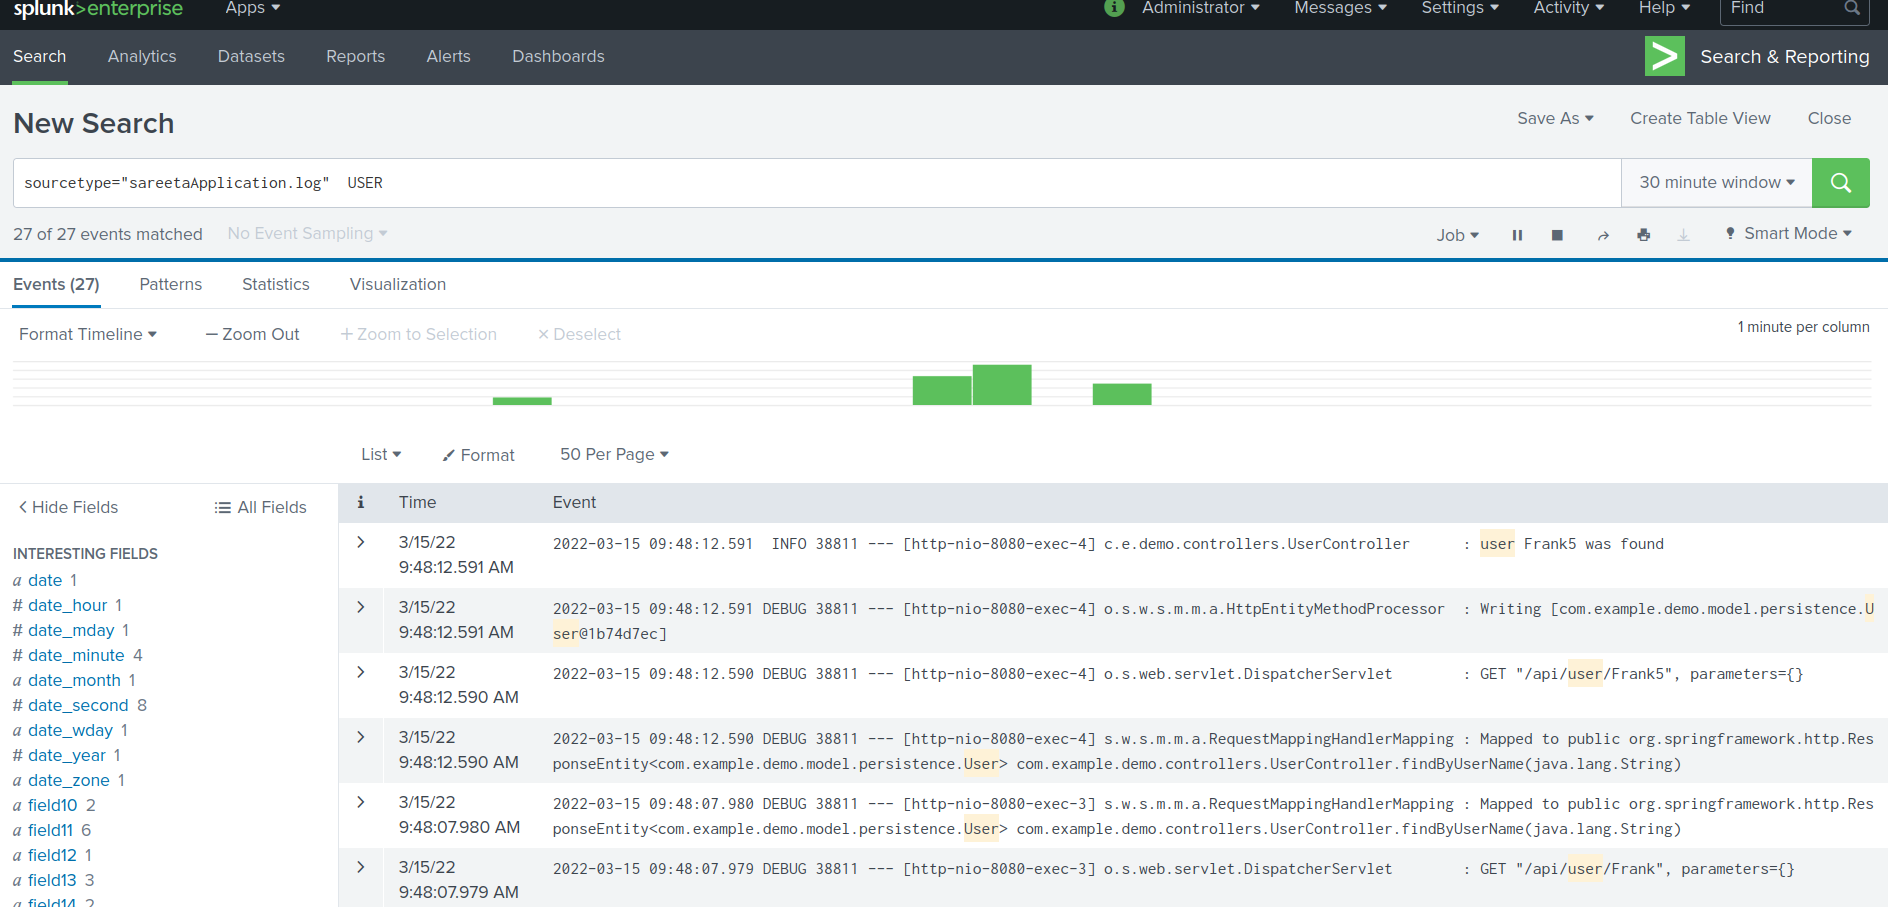 splunk>enterprise Apps Administrator Messages Settings Activity Help Find
Search Analytics Datasets Reports Alerts Dashboards Search & Reporting
New Search Save As Create Table View Close
sourcetype="sareetaApplication.log"  USER 30 minute window
27 of 27 events matched No Event Sampling Job Smart Mode
Events (27) Patterns Statistics Visualization
Format Timeline — Zoom Out + Zoom to Selection × Deselect 1 minute per column
List Format 50 Per Page
< Hide Fields All Fields i Time Event
INTERESTING FIELDS
a date 1
# date_hour 1
# date_mday 1
# date_minute 4
a date_month 1
# date_second 8
a date_wday 1
# date_year 1
a date_zone 1
a field10 2
a field11 6
a field12 1
a field13 3
a field14 2
> 3/15/22
9:48:12.591 AM
2022-03-15 09:48:12.591  INFO 38811 --- [http-nio-8080-exec-4] c.e.demo.controllers.UserController      : user Frank5 was found
> 3/15/22
9:48:12.591 AM
2022-03-15 09:48:12.591 DEBUG 38811 --- [http-nio-8080-exec-4] o.s.w.s.m.m.a.HttpEntityMethodProcessor  : Writing [com.example.demo.model.persistence.U
ser@1b74d7ec]
> 3/15/22
9:48:12.590 AM
2022-03-15 09:48:12.590 DEBUG 38811 --- [http-nio-8080-exec-4] o.s.web.servlet.DispatcherServlet        : GET "/api/user/Frank5", parameters={}
> 3/15/22
9:48:12.590 AM
2022-03-15 09:48:12.590 DEBUG 38811 --- [http-nio-8080-exec-4] s.w.s.m.m.a.RequestMappingHandlerMapping : Mapped to public org.springframework.http.Res
ponseEntity<com.example.demo.model.persistence.User> com.example.demo.controllers.UserController.findByUserName(java.lang.String)
> 3/15/22
9:48:07.980 AM
2022-03-15 09:48:07.980 DEBUG 38811 --- [http-nio-8080-exec-3] s.w.s.m.m.a.RequestMappingHandlerMapping : Mapped to public org.springframework.http.Res
ponseEntity<com.example.demo.model.persistence.User> com.example.demo.controllers.UserController.findByUserName(java.lang.String)
> 3/15/22
9:48:07.979 AM
2022-03-15 09:48:07.979 DEBUG 38811 --- [http-nio-8080-exec-3] o.s.web.servlet.DispatcherServlet        : GET "/api/user/Frank", parameters={}